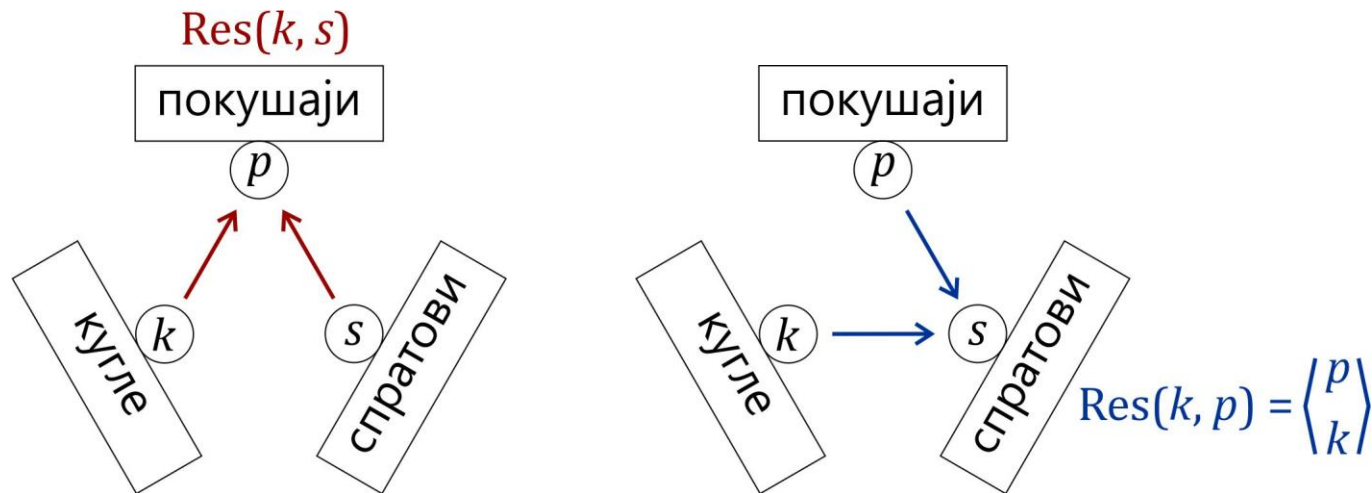 Res(k, s)
покушаји
p
k
кугле
s
спратови
покушаји
p
k
кугле
s
спратови
Res(k, p) = ⟨p k⟩